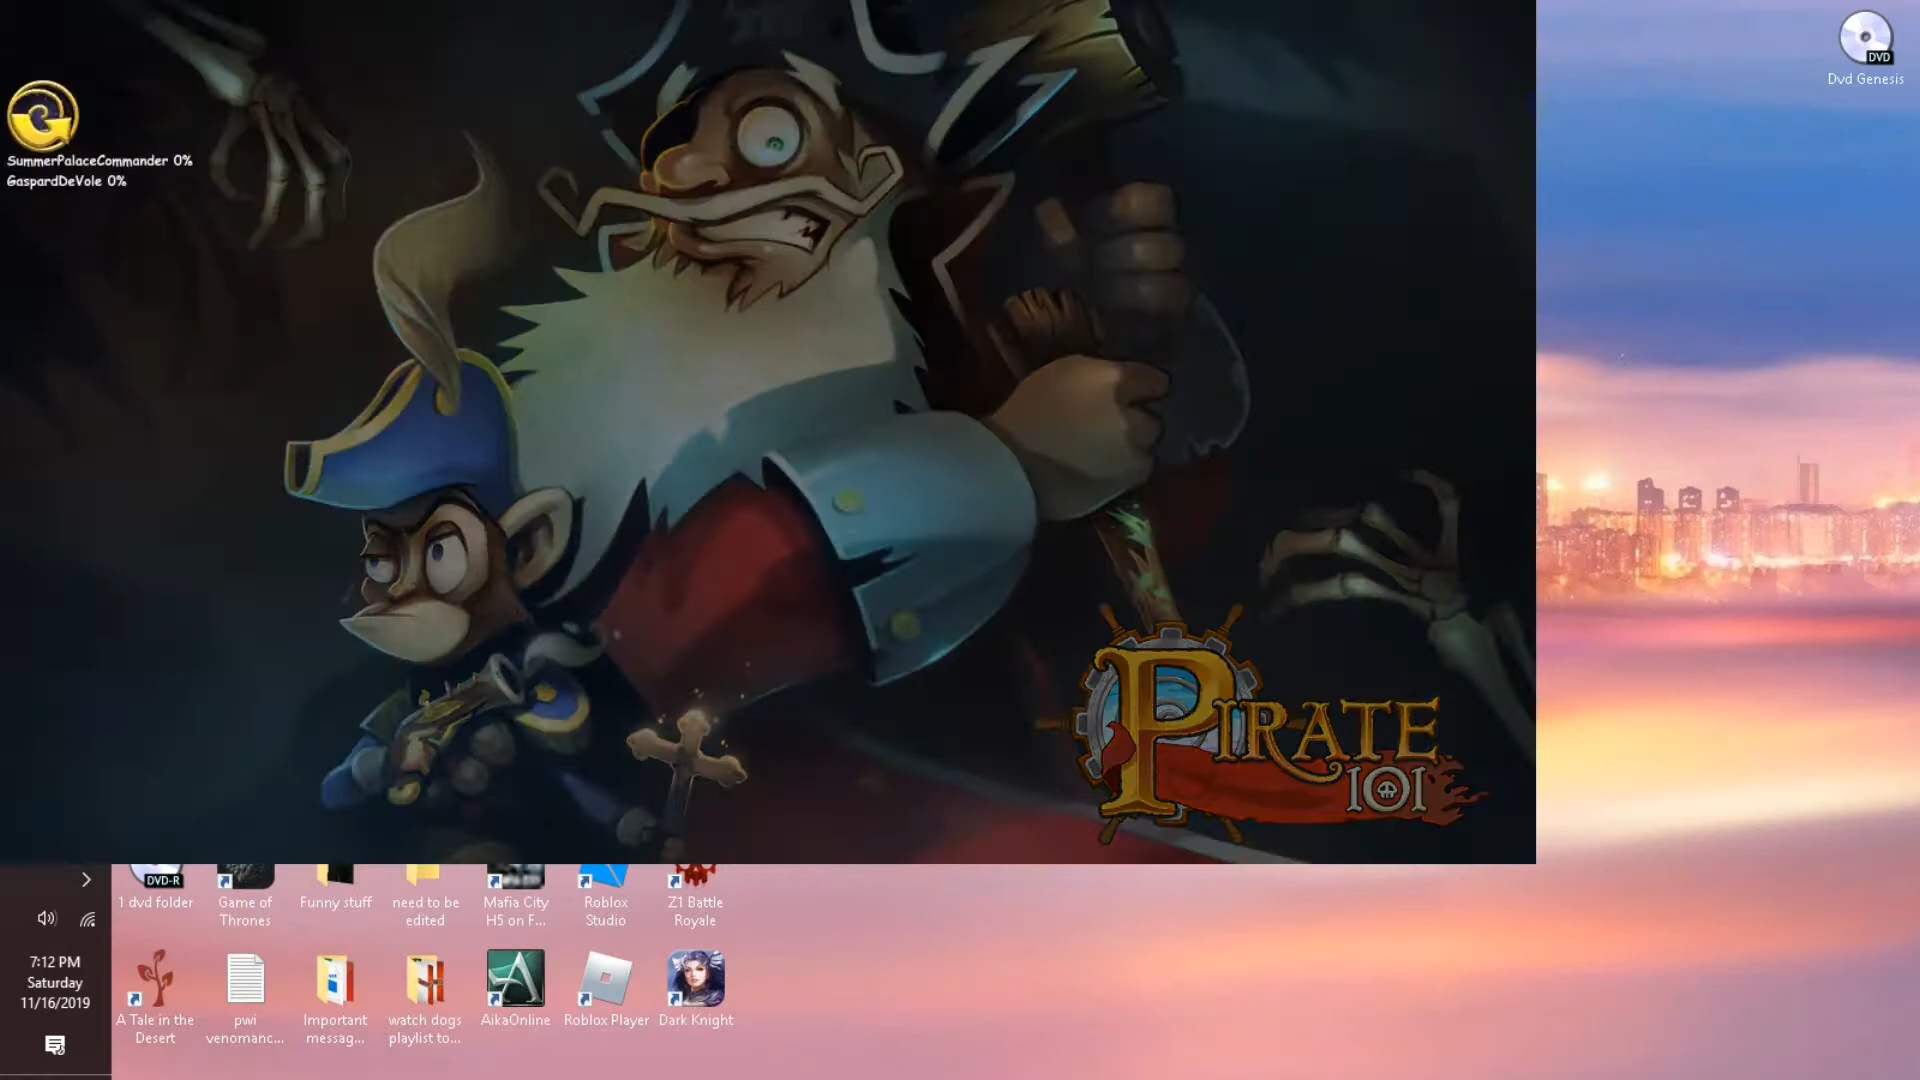 DVD
Dvd Genesis
SummerPalaceCommander 0%
GaspardDeVole 0%
PIRATE
101
DVD-R
1 dvd folder
Game of
Thrones
Funny stuff
need to be
edited
Mafia City
H5 on F...
Roblox
Studio
Z1 Battle
Royale
7:12 PM
Saturday
11/16/2019
A Tale in the
Desert
pwi
venomanc...
Important
messag...
watch dogs
playlist to...
AikaOnline
Roblox Player
Dark Knight